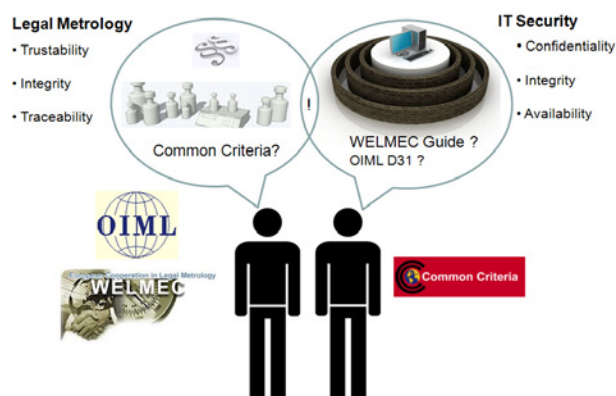 Legal Metrology
• Trustability
• Integrity
• Traceability
IT Security
• Confidentiality
• Integrity
• Availability
Common Criteria?
!
WELMEC Guide ?
OIML D31 ?
OIML
European Cooperation in Legal Metrology
WELMEC
Common Criteria